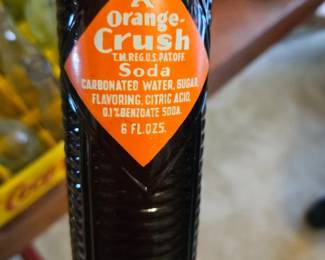 A
Orange-
Crush
T.M.REG.U.S.PAT.OFF.
Soda
CARBONATED WATER, SUGAR,
FLAVORING, CITRIC ACID,
0.1% BENZOATE SODA.
6 FL.OZS.
Coca